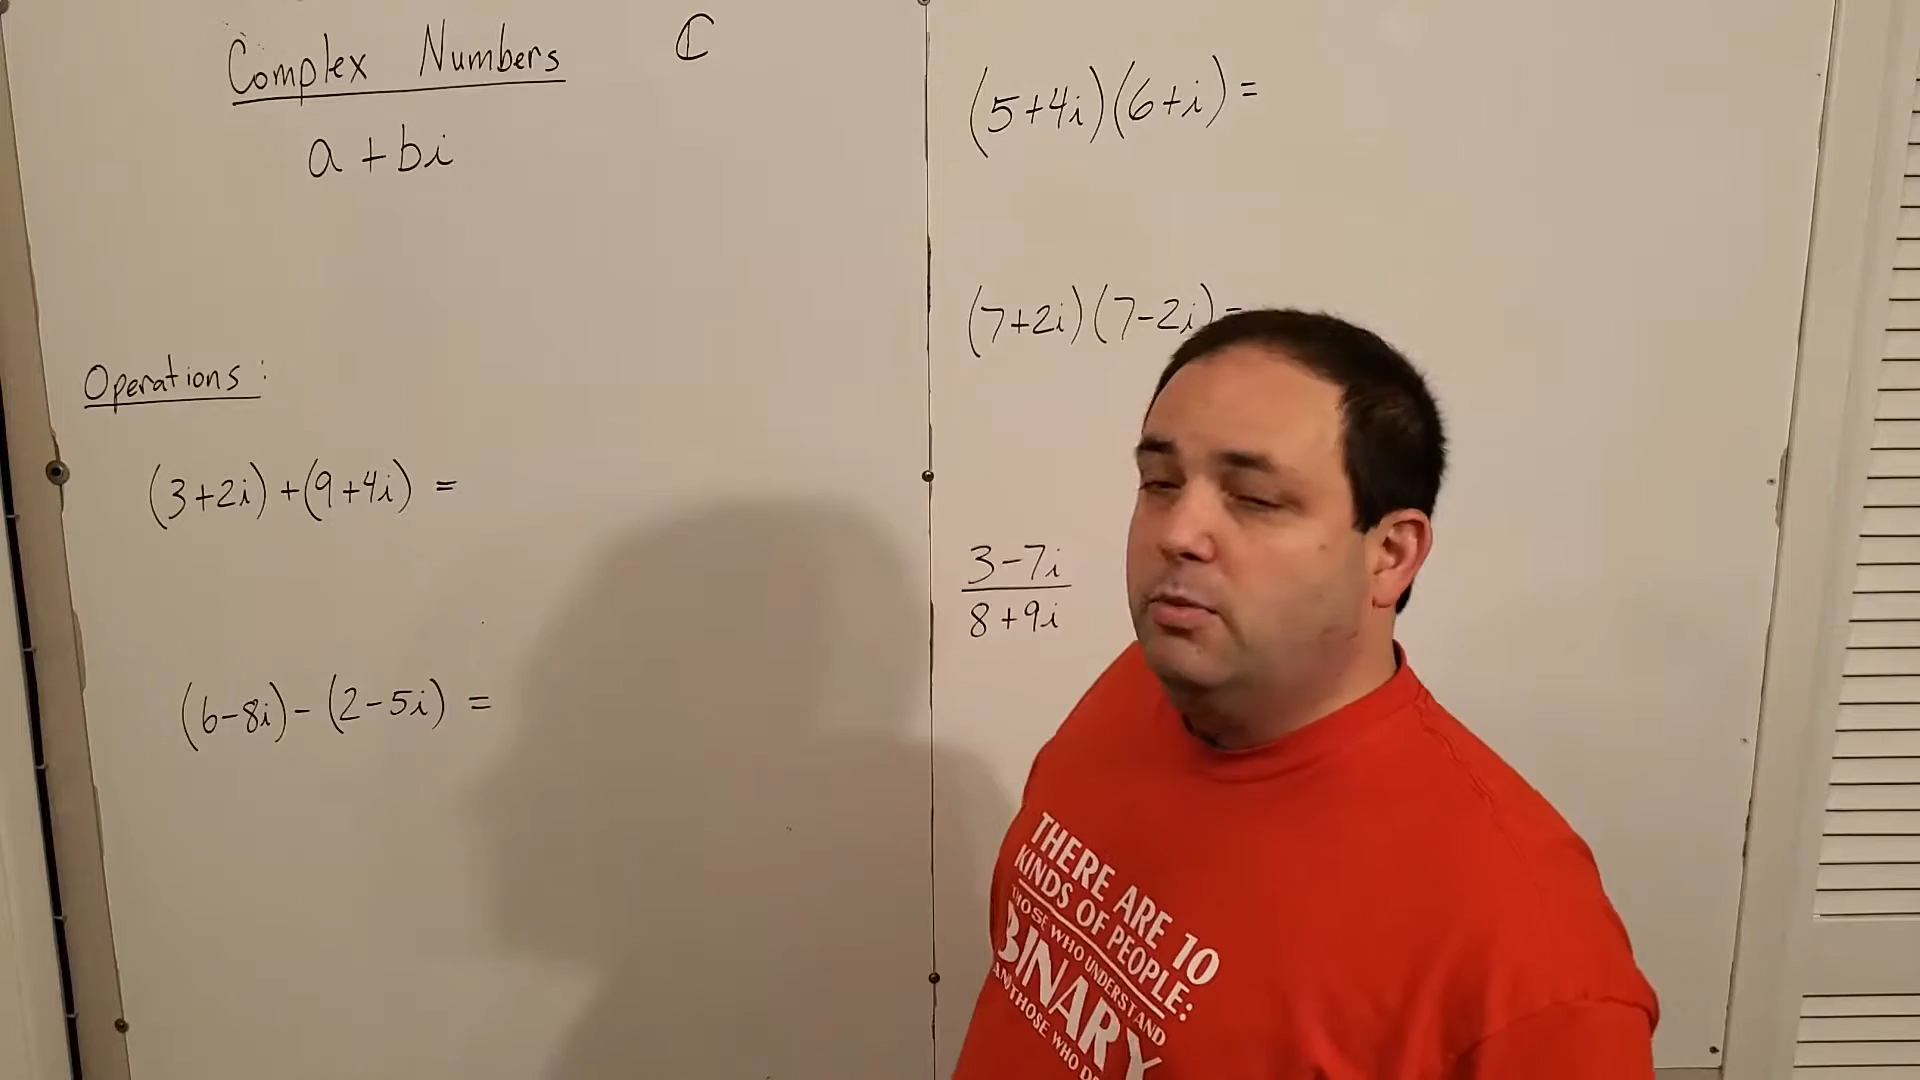 Complex Numbers ℂ
a + bi
Operations:
(3+2i) + (9+4i) =
(6-8i) - (2-5i) =
(5+4i)(6+i) =
(7+2i)(7-2i) =
3-7i
8+9i
THERE ARE 10
KINDS OF PEOPLE:
THOSE WHO UNDERSTAND
BINARY
AND THOSE WHO